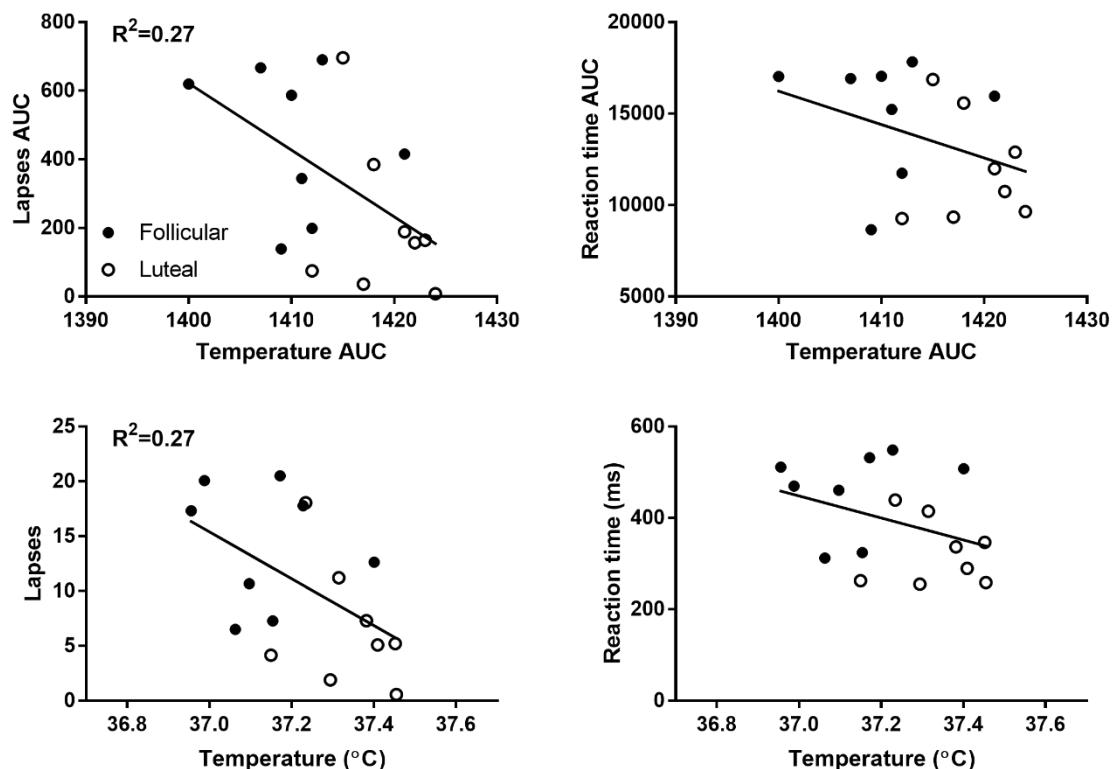 R²=0.27
Lapses AUC
800
600
400
200
0
Follicular
Luteal
1390 1400 1410 1420 1430
Temperature AUC
Reaction time AUC
20000
15000
10000
5000
1390 1400 1410 1420 1430
Temperature AUC
R²=0.27
Lapses
25
20
15
10
5
0
36.8 37.0 37.2 37.4 37.6
Temperature (°C)
Reaction time (ms)
600
400
200
0
36.8 37.0 37.2 37.4 37.6
Temperature (°C)